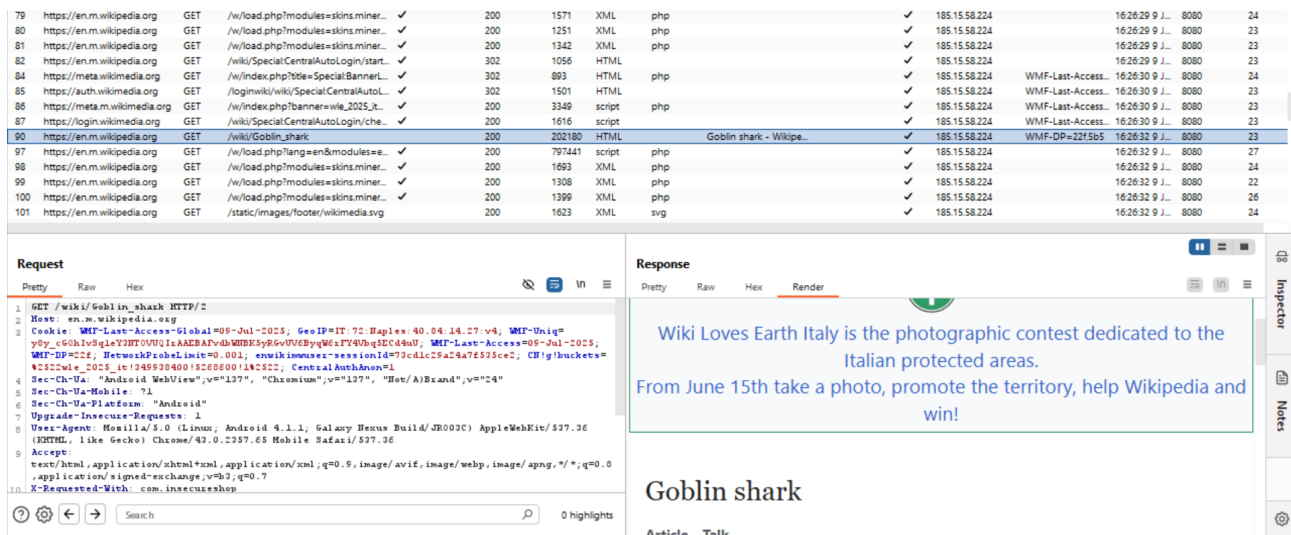 79 https://en.m.wikipedia.org GET /w/load.php?modules=skins.miner... ✓ 200 1571 XML php ✓ 185.15.58.224 16:26:29 9 J... 8080 24
80 https://en.m.wikipedia.org GET /w/load.php?modules=skins.miner... ✓ 200 1251 XML php ✓ 185.15.58.224 16:26:29 9 J... 8080 23
81 https://en.m.wikipedia.org GET /w/load.php?modules=skins.miner... ✓ 200 1342 XML php ✓ 185.15.58.224 16:26:29 9 J... 8080 23
82 https://en.m.wikipedia.org GET /wiki/Special:CentralAutoLogin/start... ✓ 302 1056 HTML ✓ 185.15.58.224 16:26:29 9 J... 8080 23
84 https://meta.wikimedia.org GET /w/index.php?title=Special:BannerL... ✓ 302 893 HTML php ✓ 185.15.58.224 WMF-Last-Access... 16:26:30 9 J... 8080 24
85 https://auth.wikimedia.org GET /loginwiki/wiki/Special:CentralAutoL... ✓ 302 1501 HTML ✓ 185.15.58.224 WMF-Last-Access... 16:26:30 9 J... 8080 23
86 https://meta.m.wikimedia.org GET /w/index.php?banner=wle_2025_it... ✓ 200 3349 script php ✓ 185.15.58.224 WMF-Last-Access... 16:26:30 9 J... 8080 23
87 https://login.wikimedia.org GET /wiki/Special:CentralAutoLogin/che... ✓ 200 1616 script ✓ 185.15.58.224 WMF-Last-Access... 16:26:30 9 J... 8080 23
90 https://en.m.wikipedia.org GET /wiki/Goblin_shark 200 202180 HTML Goblin shark - Wikipe... ✓ 185.15.58.224 WMF-DP=22f,5b5 16:26:32 9 J... 8080 23
97 https://en.m.wikipedia.org GET /w/load.php?lang=en&modules=e... ✓ 200 797441 script php ✓ 185.15.58.224 16:26:32 9 J... 8080 27
98 https://en.m.wikipedia.org GET /w/load.php?modules=skins.miner... ✓ 200 1693 XML php ✓ 185.15.58.224 16:26:32 9 J... 8080 24
99 https://en.m.wikipedia.org GET /w/load.php?modules=skins.miner... ✓ 200 1308 XML php ✓ 185.15.58.224 16:26:32 9 J... 8080 22
100 https://en.m.wikipedia.org GET /w/load.php?modules=skins.miner... ✓ 200 1399 XML php ✓ 185.15.58.224 16:26:32 9 J... 8080 26
101 https://en.m.wikipedia.org GET /static/images/footer/wikimedia.svg 200 1623 XML svg ✓ 185.15.58.224 16:26:32 9 J... 8080 24
Request
Pretty Raw Hex
\n
1 GET /wiki/Goblin_shark HTTP/2
2 Host: en.m.wikipedia.org
3 Cookie: WMF-Last-Access-Global=09-Jul-2025; GeoIP=IT:72:Naples:40.84:14.27:v4; WMF-Uniq=
WMF-Last-Access=09-Jul-2025;
WMF-DP=22f; NetworkProbeLimit=0.001; enwikimwuser-sessionId=73cd1c29a24a7f535ce2; CN!g!buckets=
%2522wle_2025_it!349938400!5268600!1%2522; CentralAuthAnon=1
4 Sec-Ch-Ua: "Android WebView";v="137", "Chromium";v="137", "Not/A)Brand";v="24"
5 Sec-Ch-Ua-Mobile: ?1
6 Sec-Ch-Ua-Platform: "Android"
7 Upgrade-Insecure-Requests: 1
8 User-Agent: Mozilla/5.0 (Linux; Android 4.1.1; Galaxy Nexus Build/JRO03C) AppleWebKit/537.36
(KHTML, like Gecko) Chrome/43.0.2357.65 Mobile Safari/537.36
9 Accept:
text/html,application/xhtml+xml,application/xml;q=0.9,image/avif,image/webp,image/apng,*/*;q=0.8
,application/signed-exchange;v=b3;q=0.7
10 X-Requested-With: com.insecureshop
Search
0 highlights
Response
Pretty Raw Hex Render
\n
Wiki Loves Earth Italy is the photographic contest dedicated to the
Italian protected areas.
From June 15th take a photo, promote the territory, help Wikipedia and
win!
Goblin shark
Article Talk
Inspector
Notes